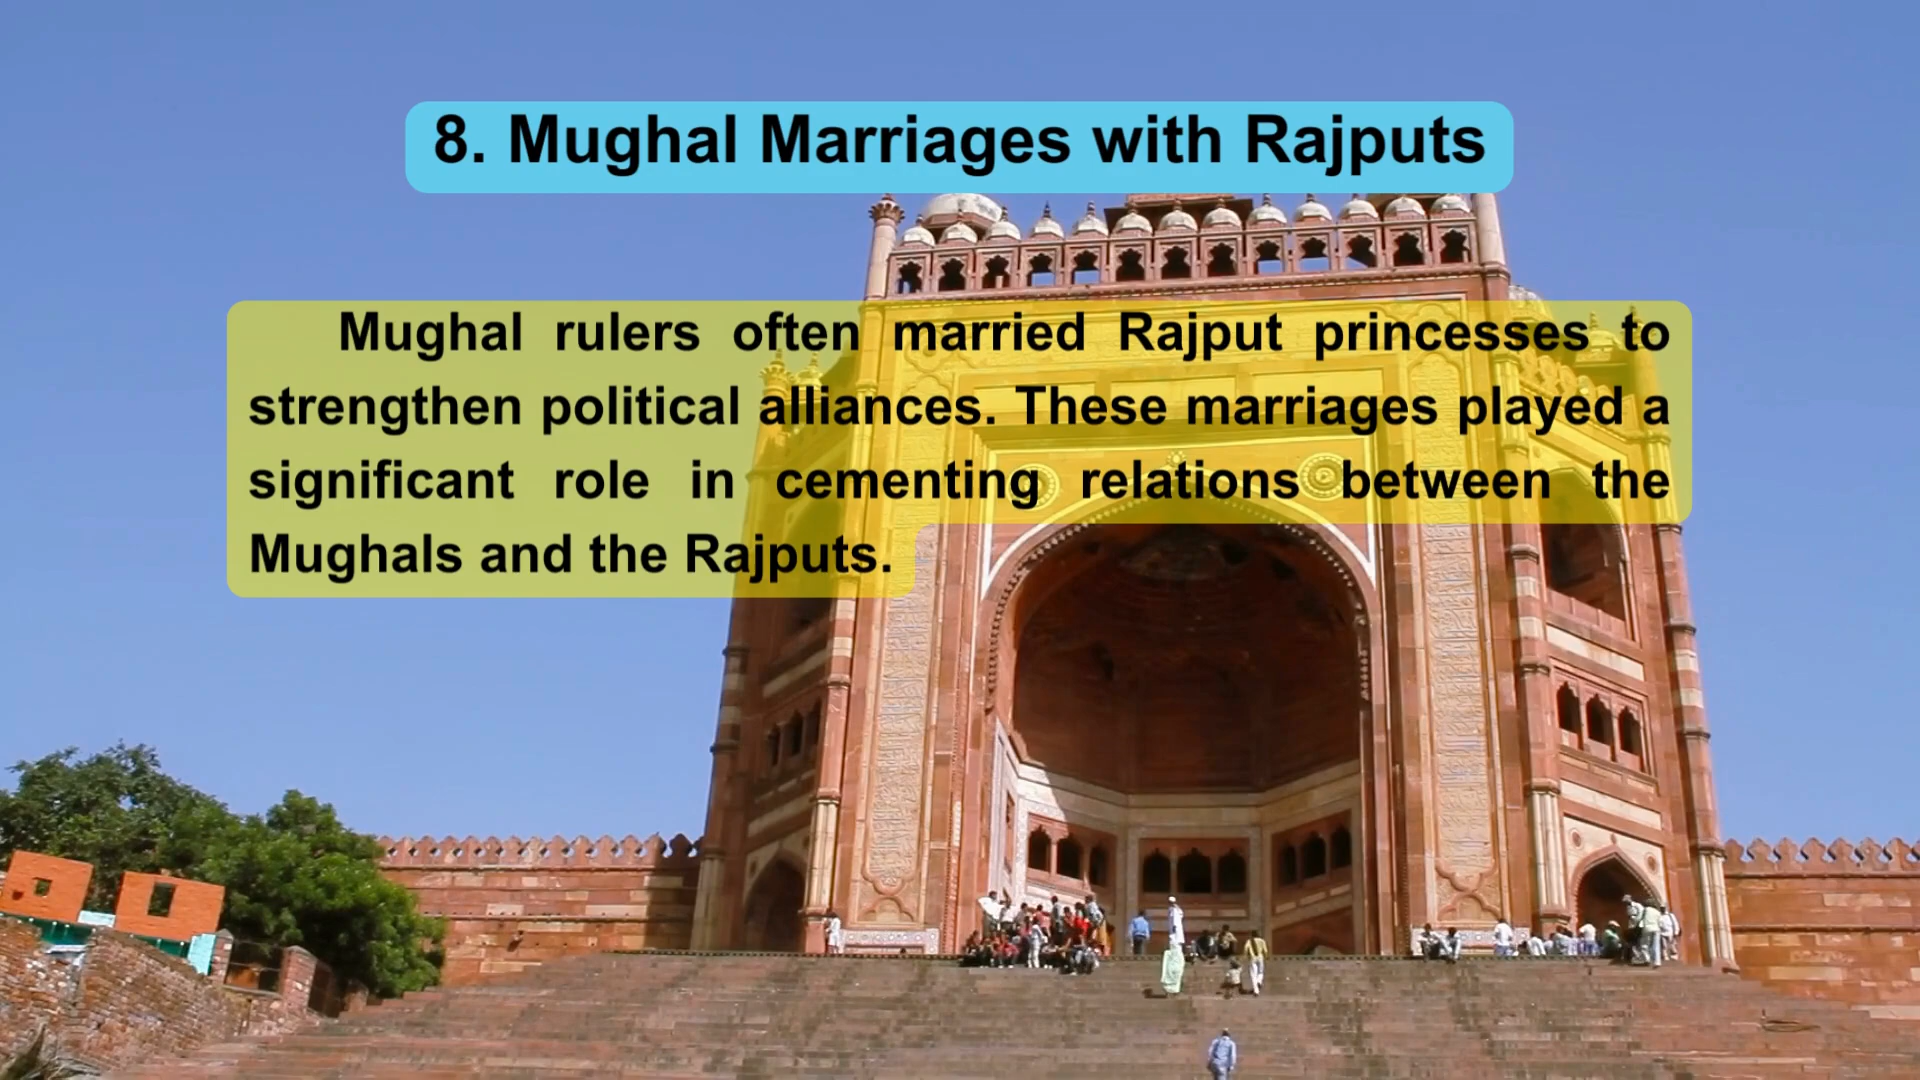 8. Mughal Marriages with Rajputs
Mughal rulers often married Rajput princesses to
strengthen political alliances. These marriages played a
significant role in cementing relations between the
Mughals and the Rajputs.